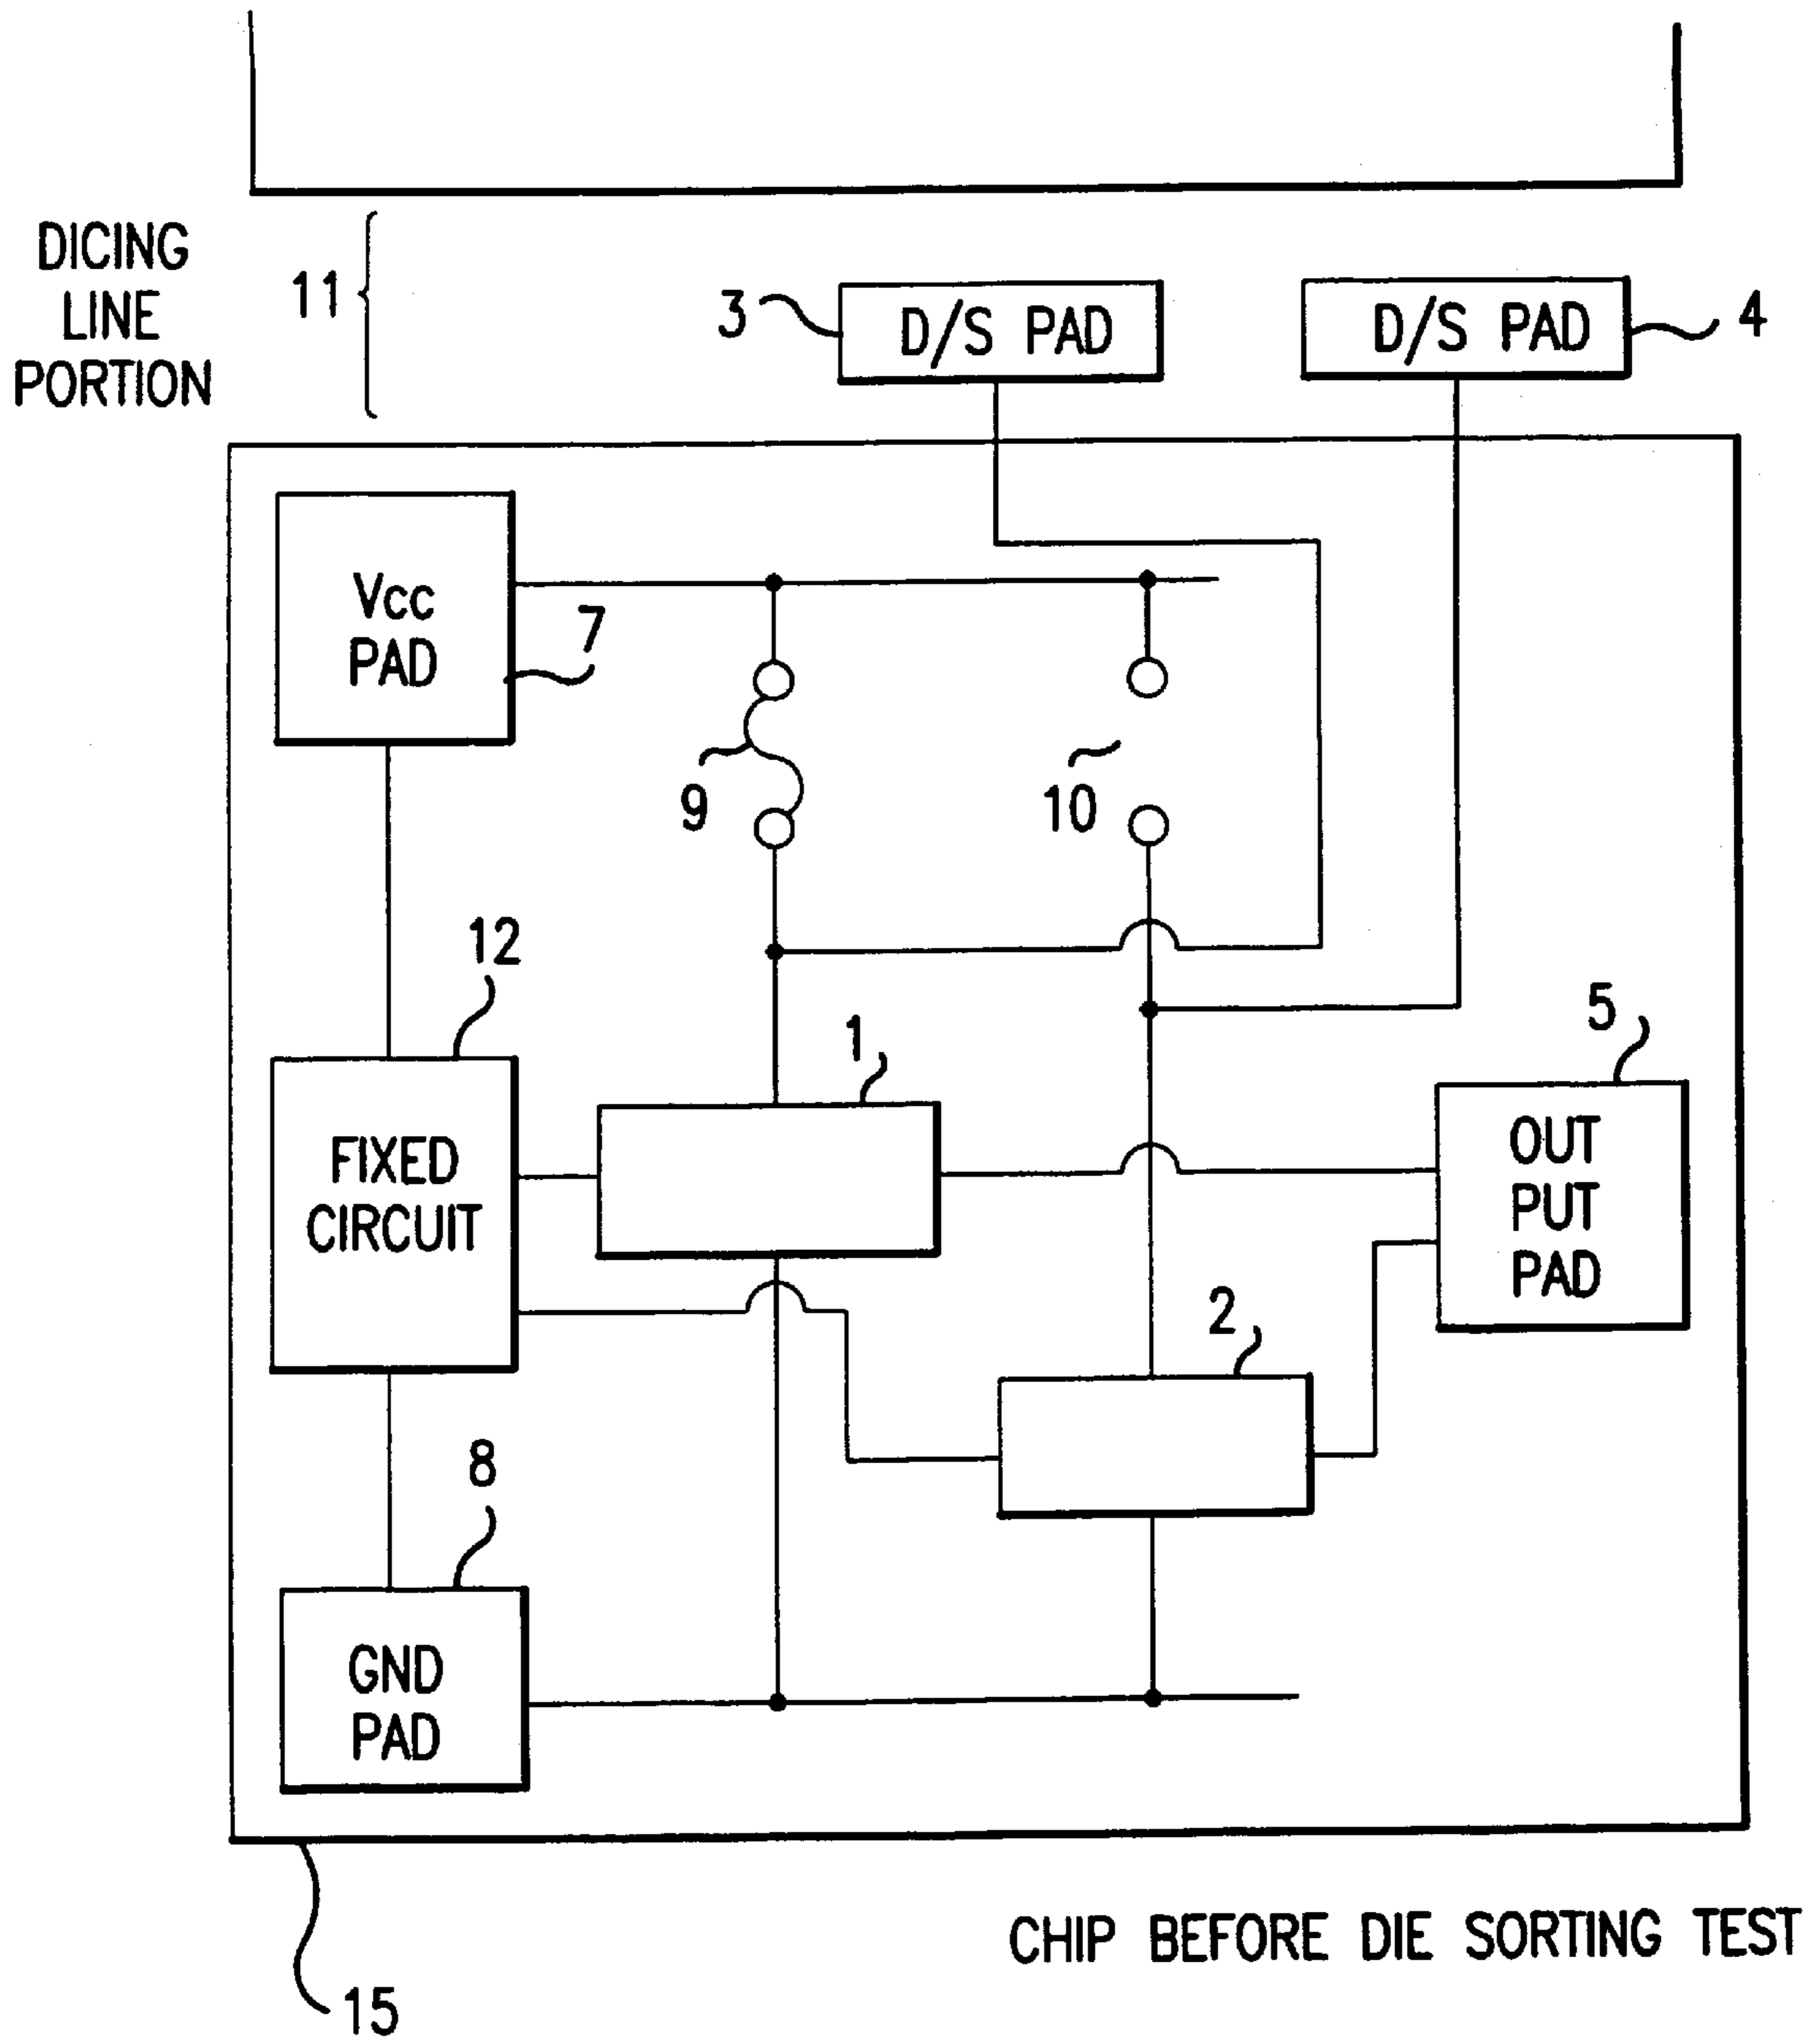 DICING
LINE
PORTION
11
3
D/S PAD
D/S PAD
4
Vcc
PAD
7
9
10
12
1
5
FIXED
CIRCUIT
OUT
PUT
PAD
2
8
GND
PAD
CHIP BEFORE DIE SORTING TEST
15